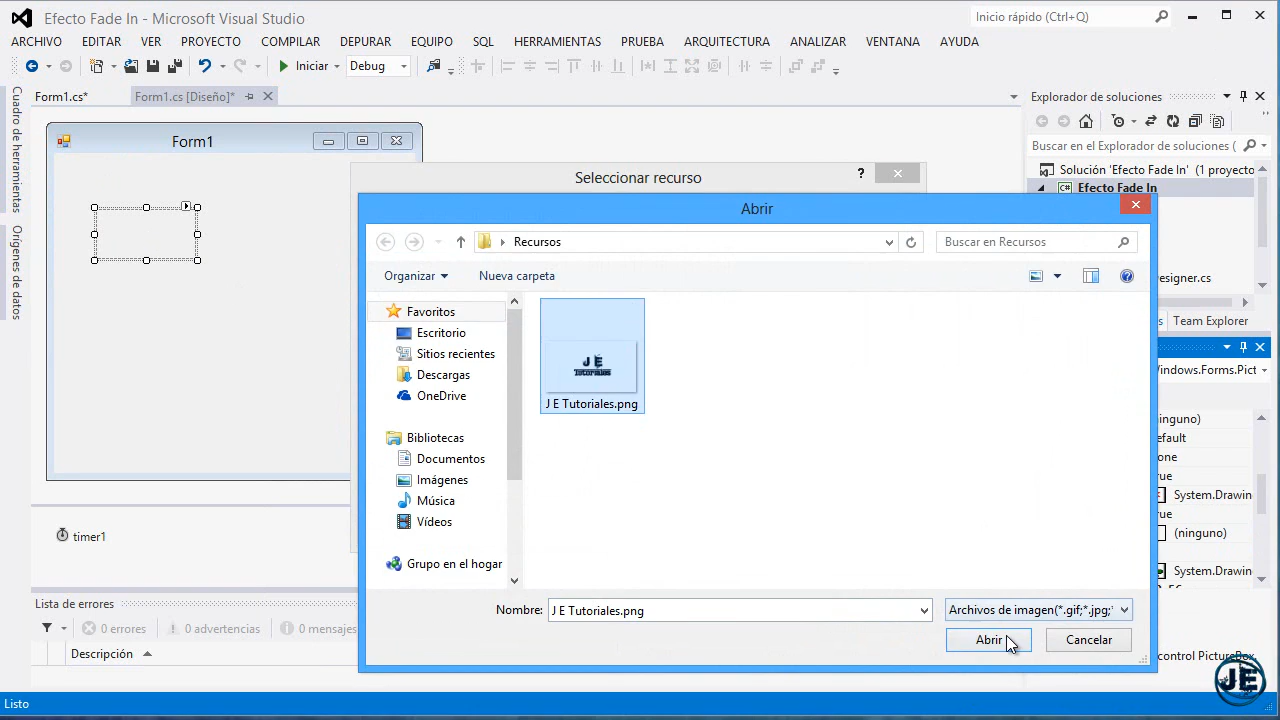 Efecto Fade In - Microsoft Visual Studio
Inicio rápido (Ctrl+Q)
ARCHIVO EDITAR VER PROYECTO COMPILAR DEPURAR EQUIPO SQL HERRAMIENTAS PRUEBA ARQUITECTURA ANALIZAR VENTANA AYUDA
Iniciar Debug
Form1.cs* Form1.cs [Diseño]*
Explorador de soluciones
Cuadro de herramientas
Orígenes de datos
Buscar en el Explorador de soluciones (
Solución 'Efecto Fade In' (1 proyecto
Efecto Fade In
Form1
Seleccionar recurso
?
Abrir
Recursos
Buscar en Recursos
Organizar
Nueva carpeta
Favoritos
Escritorio
Sitios recientes
Descargas
OneDrive
Bibliotecas
Documentos
Imágenes
Música
Vídeos
Grupo en el hogar
J E
Tutoriales
J E Tutoriales.png
Nombre:
J E Tutoriales.png
Archivos de imagen(*.gif;*.jpg;*
Abrir
Cancelar
esigner.cs
s Team Explorer
Windows.Forms.Pict
nguno)
efault
one
ue
System.Drawin
ue
(ninguno)
System.Drawin
control PictureBox
timer1
Lista de errores
0 errores
0 advertencias
0 mensajes
Descripción
Listo
JE